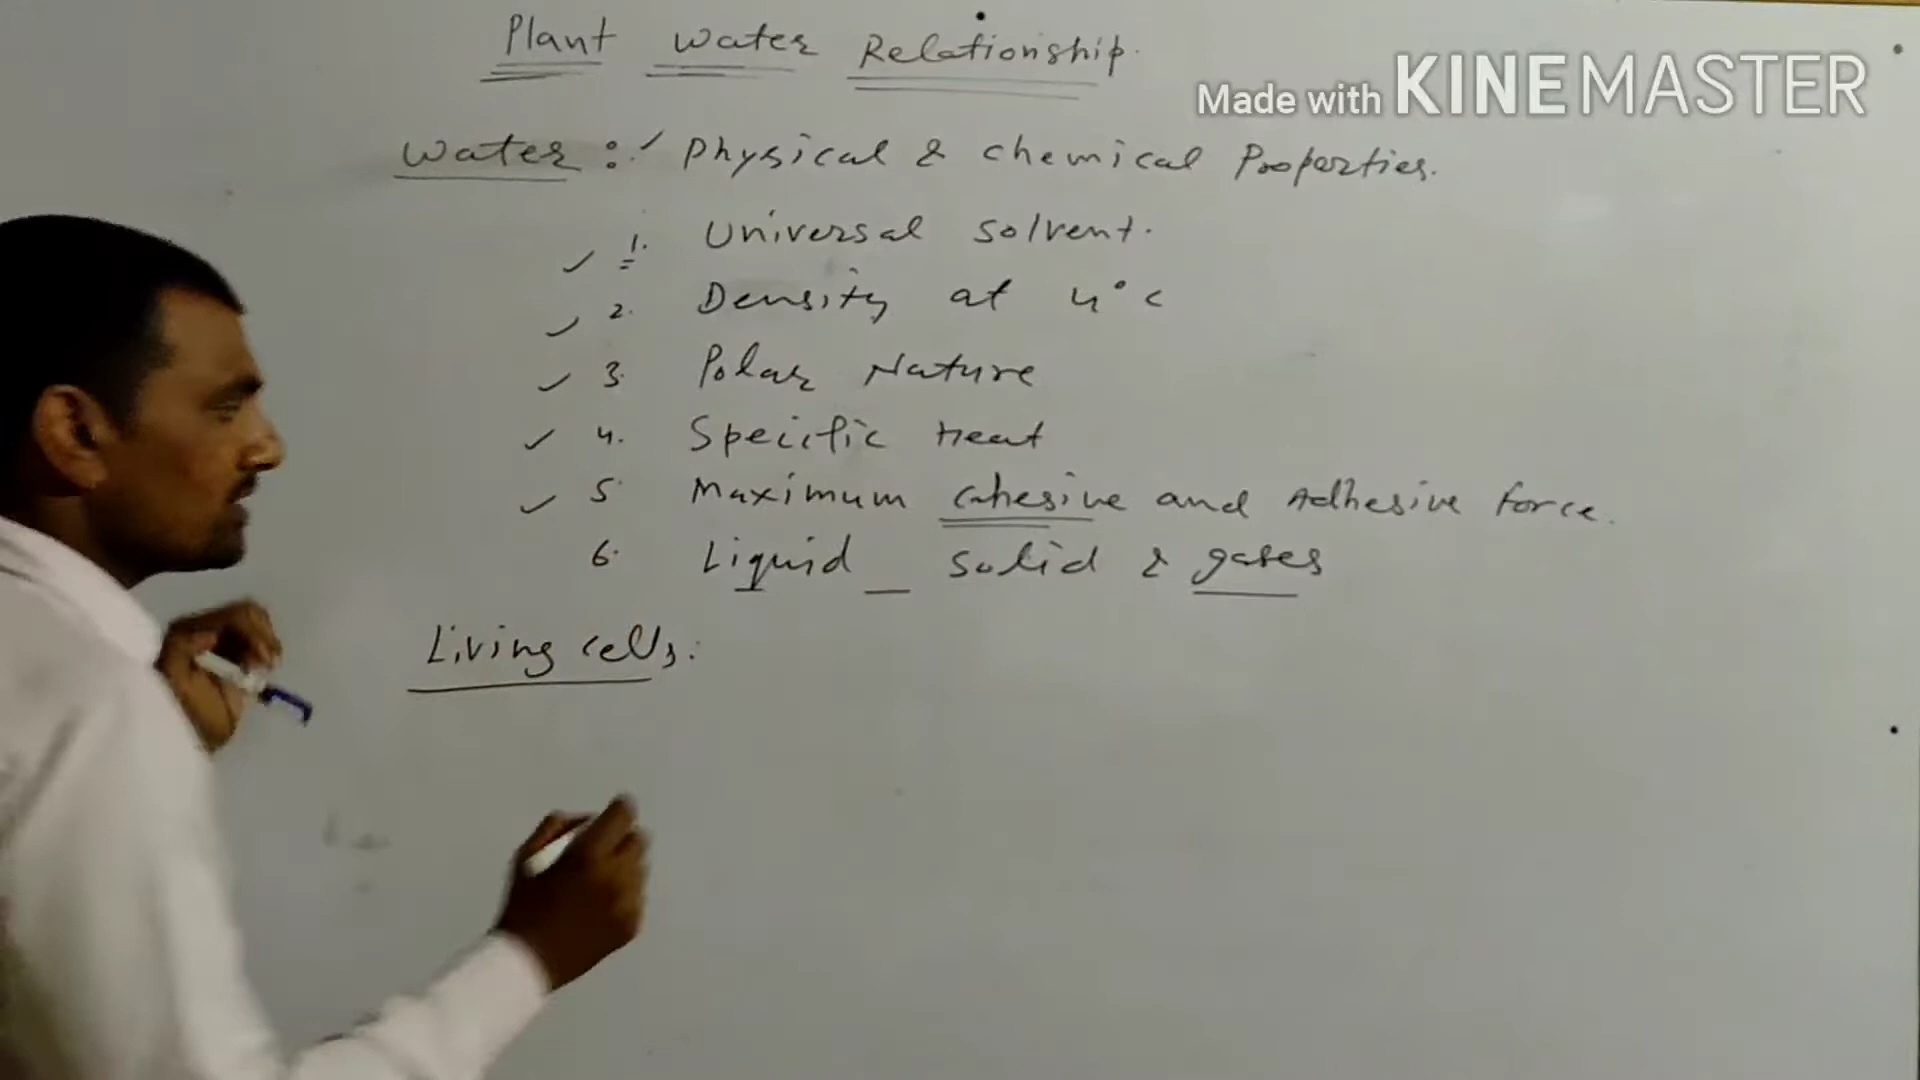 Plant water Relationship.
Made with KINEMASTER
water :- Physical & chemical Properties.
1. Universal solvent.
2. Density at 4°c
3. Polar Nature
4. Specific Heat
5. Maximum cohesive and Adhesive force.
6. Liquid _ solid & gases
Living cells: